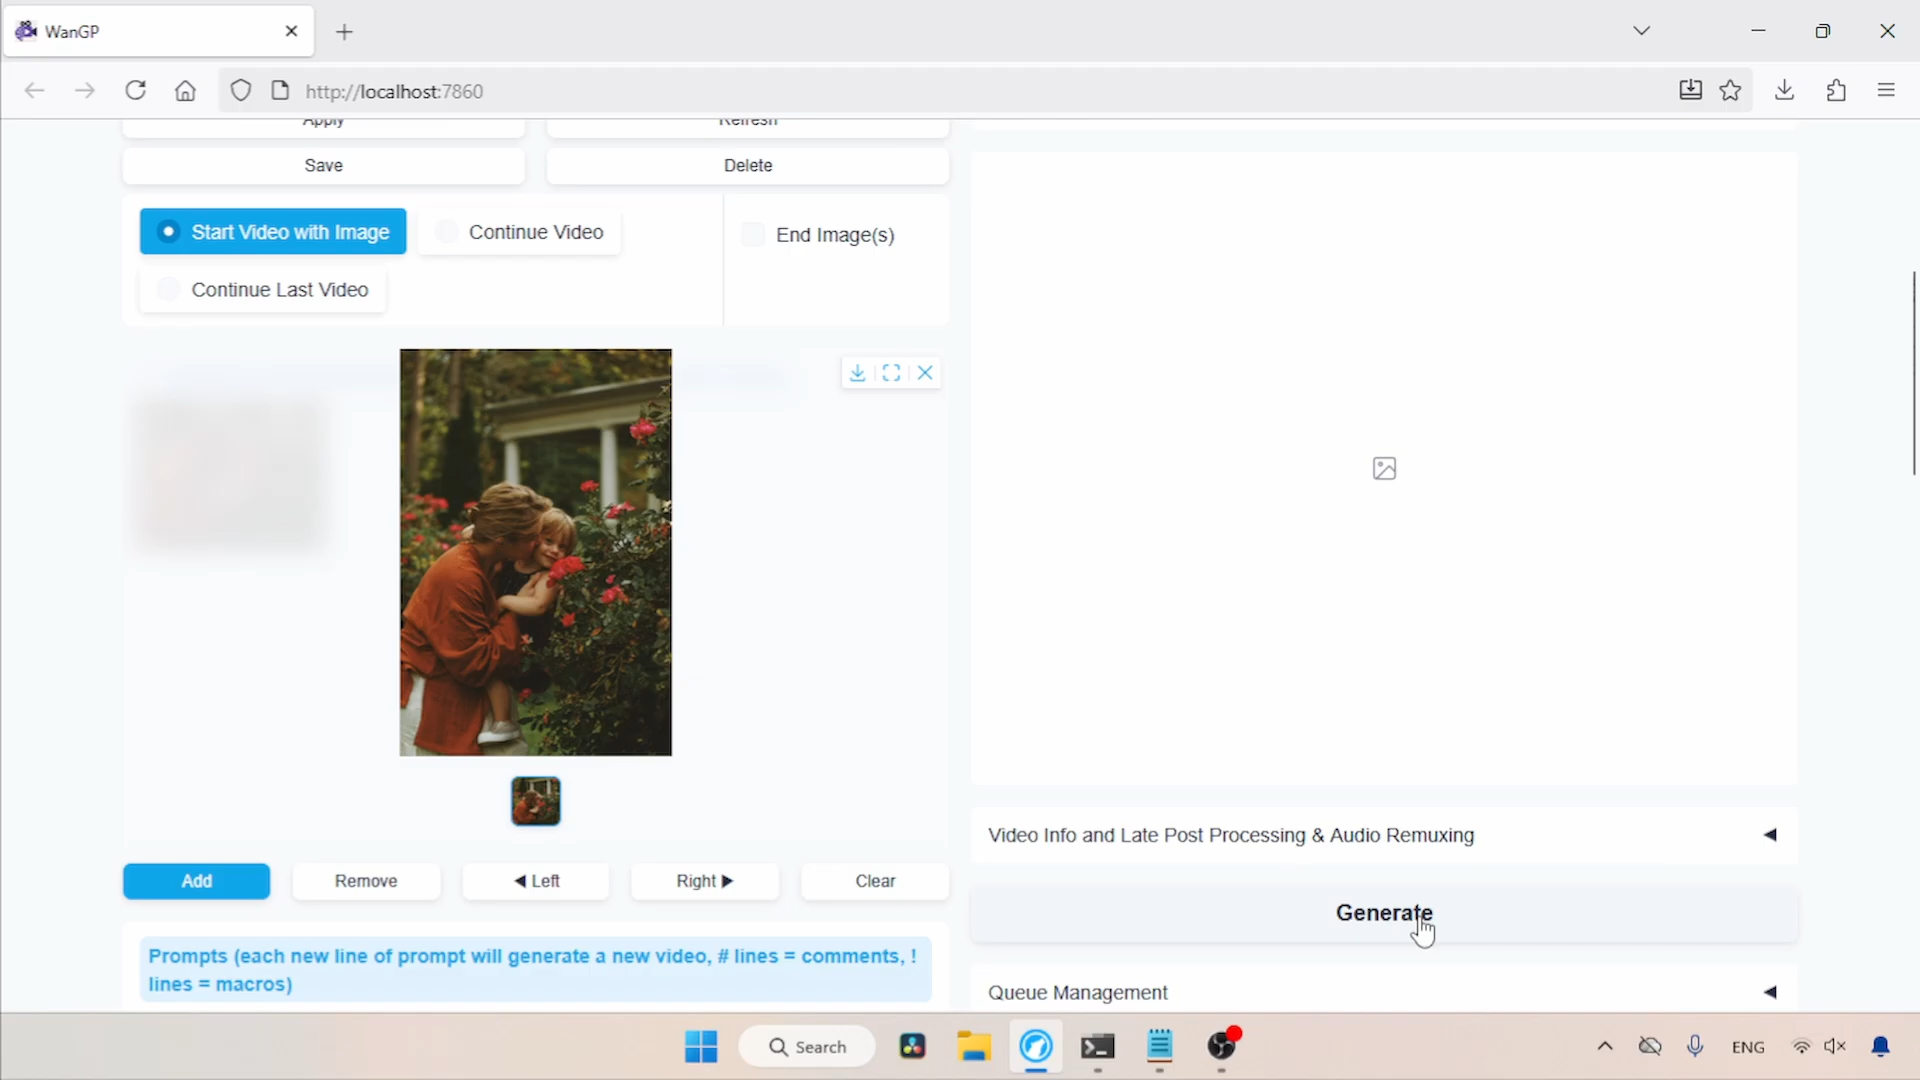 WanGP
http://localhost:7860
Apply
Refresh
Save
Delete
Start Video with Image
Continue Video
End Image(s)
Continue Last Video
Add
Remove
Left
Right
Clear
Prompts (each new line of prompt will generate a new video, # lines = comments, !
lines = macros)
Video Info and Late Post Processing & Audio Remuxing
Generate
Queue Management
Search
ENG